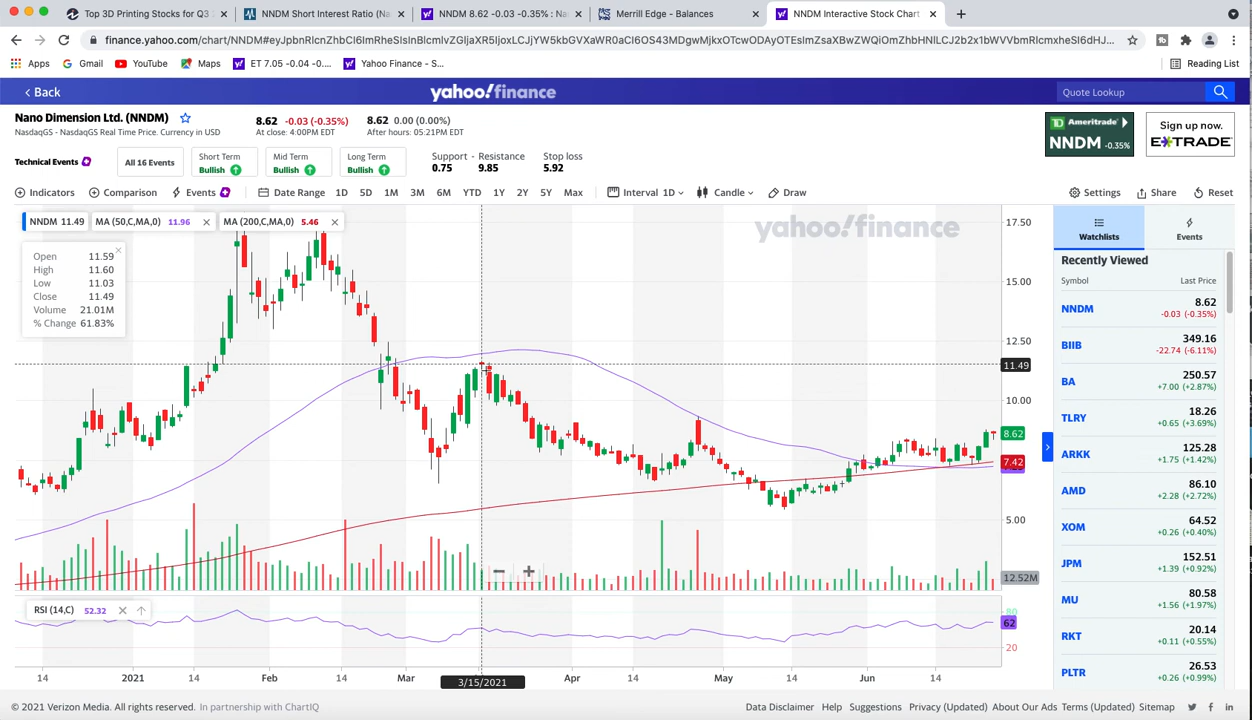 Top 3D Printing Stocks for Q3
NNDM Short Interest Ratio (Na
NNDM 8.62 -0.03 -0.35% : Na
Merrill Edge - Balances
NNDM Interactive Stock Chart
Apps Gmail YouTube Maps ET 7.05 -0.04 -0.... Yahoo Finance - S...
Reading List
Back
yahoo!finance
Quote Lookup
Nano Dimension Ltd. (NNDM)
NasdaqGS - NasdaqGS Real Time Price. Currency in USD
8.62 -0.03 (-0.35%)
At close: 4:00PM EDT
8.62 0.00 (0.00%)
After hours: 05:21PM EDT
TD Ameritrade
NNDM -0.35%
Sign up now.
E*TRADE
Technical Events
All 16 Events
Short Term
Bullish
Mid Term
Bullish
Long Term
Bullish
Support - Resistance
0.75 9.85
Stop loss
5.92
Indicators Comparison Events Date Range 1D 5D 1M 3M 6M YTD 1Y 2Y 5Y Max Interval 1D Candle Draw Settings Share Reset
NNDM 11.49
MA (50,C,MA,0) 11.96
MA (200,C,MA,0) 5.46
yahoo!finance
Open 11.59
High 11.60
Low 11.03
Close 11.49
Volume 21.01M
% Change 61.83%
17.50
15.00
12.50
11.49
10.00
8.62
7.42
5.00
12.52M
RSI (14,C) 52.32
80
62
20
14 2021 Feb 14 Mar 3/15/2021 Apr 14 May 14 Jun 14
Watchlists
Events
Recently Viewed
Symbol Last Price
NNDM 8.62
-0.03 (-0.35%)
BIIB 349.16
-22.74 (-6.11%)
BA 250.57
+7.00 (+2.87%)
TLRY 18.26
+0.65 (+3.69%)
ARKK 125.28
+1.75 (+1.42%)
AMD 86.10
+2.28 (+2.72%)
XOM 64.52
+0.26 (+0.40%)
JPM 152.51
+1.39 (+0.92%)
MU 80.58
+1.56 (+1.97%)
RKT 20.14
+0.11 (+0.55%)
PLTR 26.53
+0.26 (+0.99%)
© 2021 Verizon Media. All rights reserved. In partnership with ChartIQ
Data Disclaimer Help Suggestions Privacy (Updated) About Our Ads Terms (Updated) Sitemap